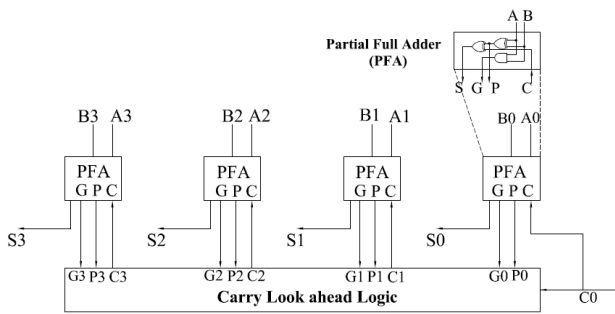 A B
Partial Full Adder
(PFA)
S G P C
B3 A3 B2 A2 B1 A1 B0 A0
PFA PFA PFA PFA
G P C G P C G P C G P C
S3 S2 S1 S0
G3 P3 C3 G2 P2 C2 G1 P1 C1 G0 P0
Carry Look ahead Logic C0